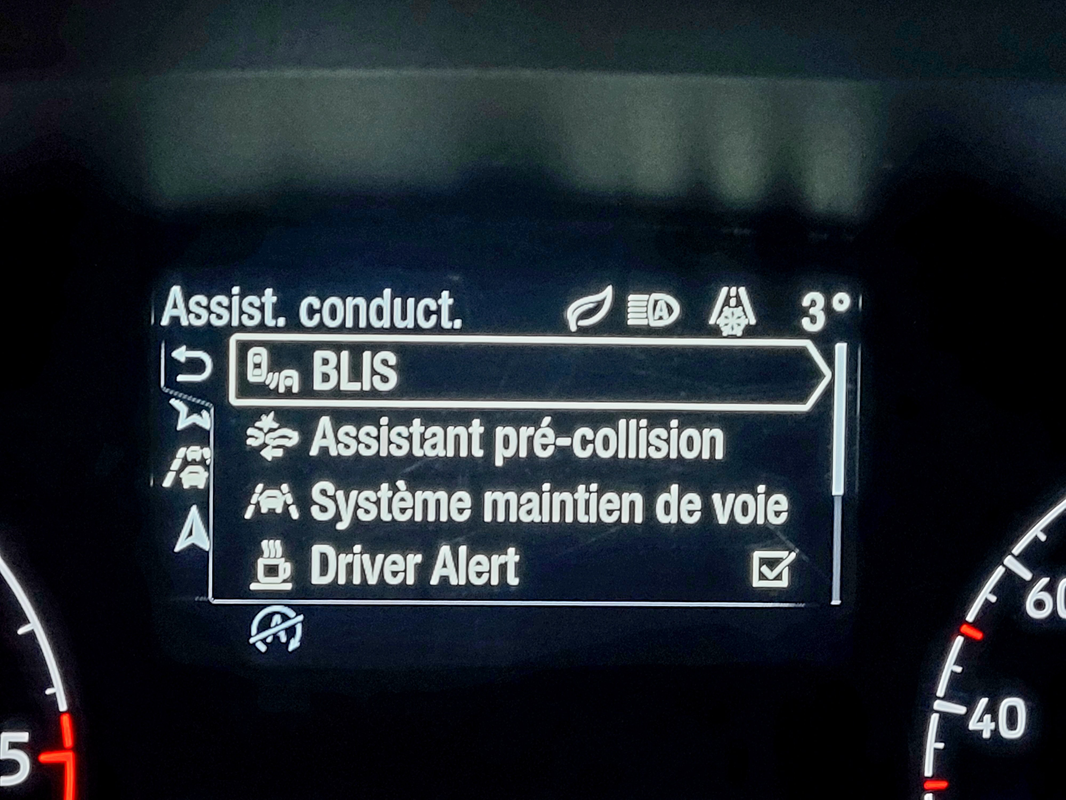 Assist. conduct. 3°
BLIS
Assistant pré-collision
Système maintien de voie
Driver Alert
60
40
5